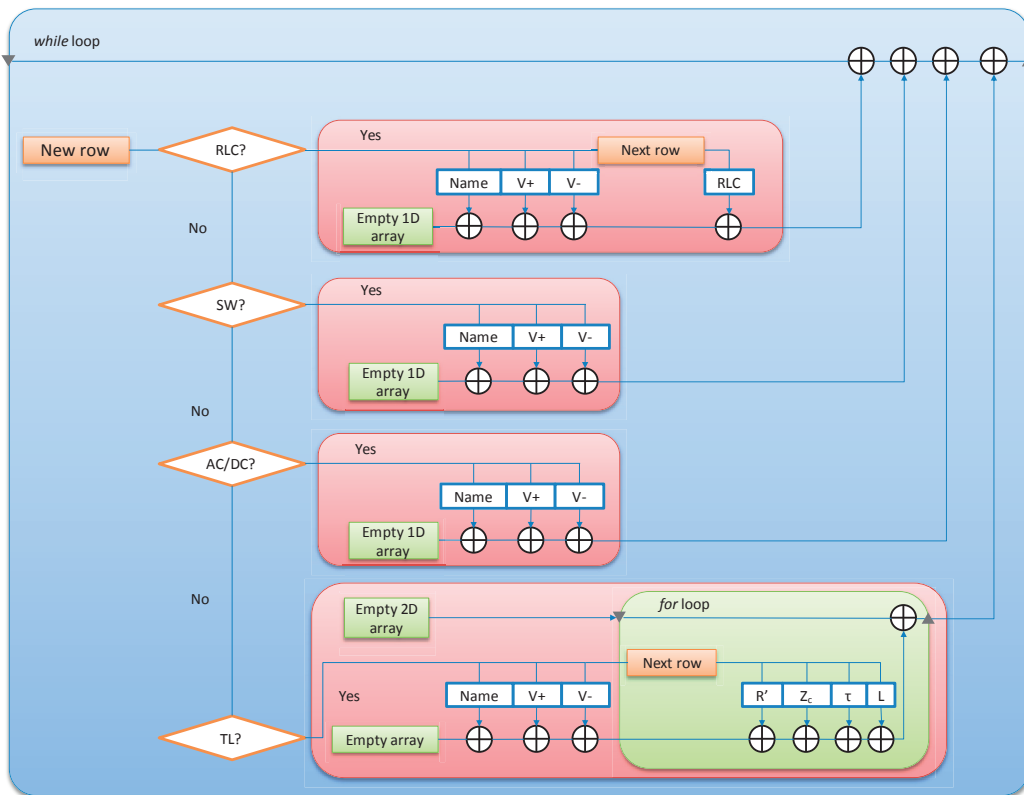 while loop
New row
RLC?
Yes
Next row
Name V+ V- RLC
Empty 1D
array
No
SW?
Yes
Name V+ V-
Empty 1D
array
No
AC/DC?
Yes
Name V+ V-
Empty 1D
array
No
Empty 2D
array
for loop
Next row
Yes
Name V+ V- R’ Zc τ L
TL?
Empty array